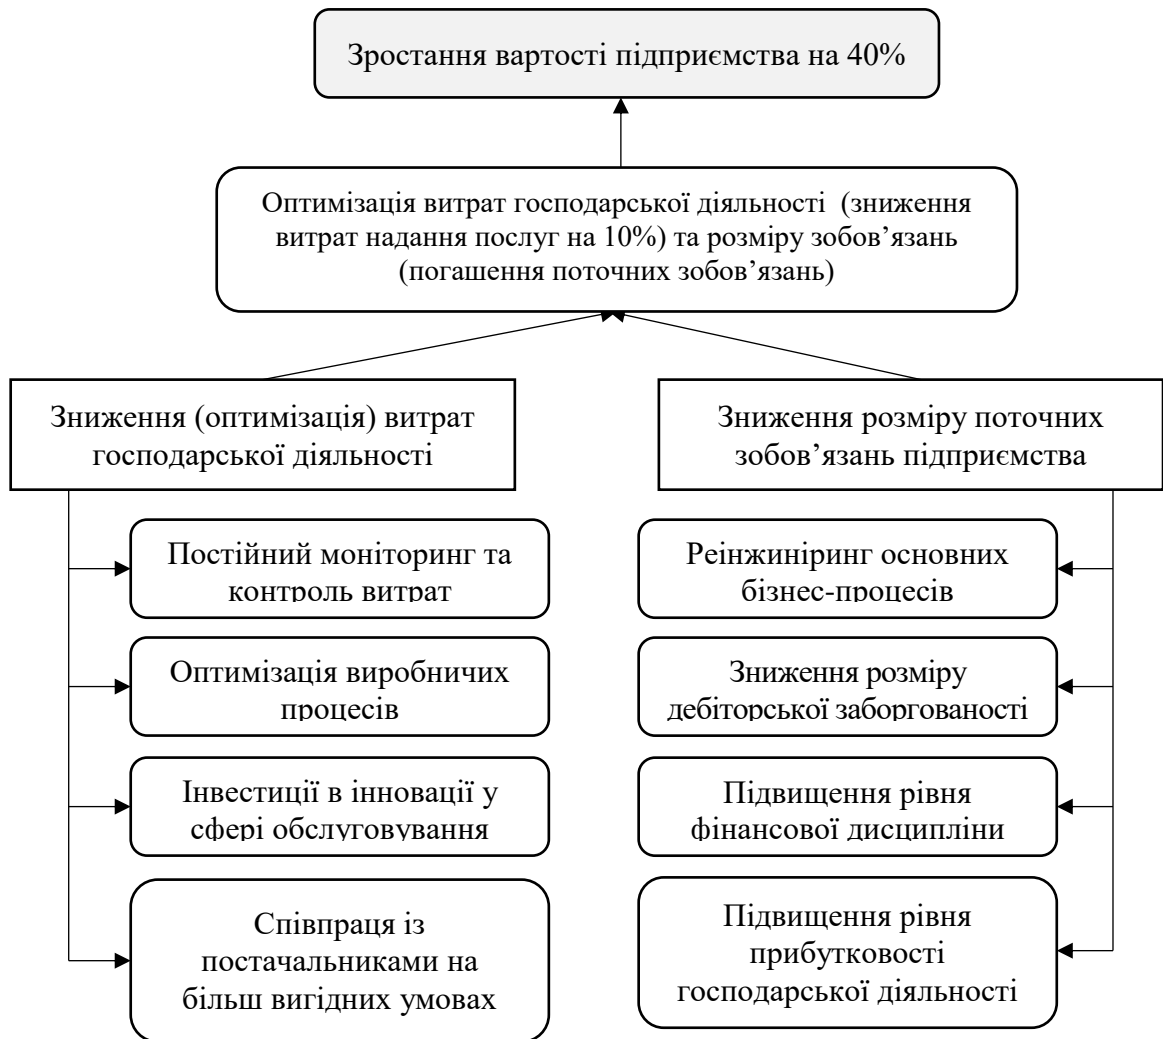 Зростання вартості підприємства на 40%
Оптимізація витрат господарської діяльності (зниження
витрат надання послуг на 10%) та розміру зобов’язань
(погашення поточних зобов’язань)
Зниження (оптимізація) витрат
господарської діяльності
Зниження розміру поточних
зобов’язань підприємства
Постійний моніторинг та
контроль витрат
Реінжиніринг основних
бізнес-процесів
Оптимізація виробничих
процесів
Зниження розміру
дебіторської заборгованості
Інвестиції в інновації у
сфері обслуговування
Підвищення рівня
фінансової дисципліни
Співпраця із
постачальниками на
більш вигідних умовах
Підвищення рівня
прибутковості
господарської діяльності